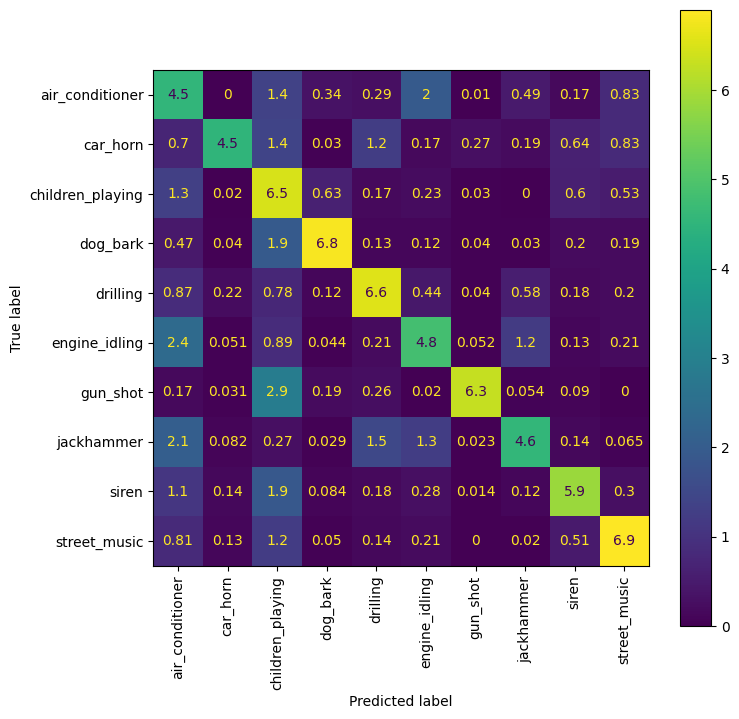 air_conditioner 4.5 0 1.4 0.34 0.29 2 0.01 0.49 0.17 0.83
car_horn 0.7 4.5 1.4 0.03 1.2 0.17 0.27 0.19 0.64 0.83
children_playing 1.3 0.02 6.5 0.63 0.17 0.23 0.03 0 0.6 0.53
dog_bark 0.47 0.04 1.9 6.8 0.13 0.12 0.04 0.03 0.2 0.19
drilling 0.87 0.22 0.78 0.12 6.6 0.44 0.04 0.58 0.18 0.2
engine_idling 2.4 0.051 0.89 0.044 0.21 4.8 0.052 1.2 0.13 0.21
gun_shot 0.17 0.031 2.9 0.19 0.26 0.02 6.3 0.054 0.09 0
jackhammer 2.1 0.082 0.27 0.029 1.5 1.3 0.023 4.6 0.14 0.065
siren 1.1 0.14 1.9 0.084 0.18 0.28 0.014 0.12 5.9 0.3
street_music 0.81 0.13 1.2 0.05 0.14 0.21 0 0.02 0.51 6.9
True label
air_conditioner
car_horn
children_playing
dog_bark
drilling
engine_idling
gun_shot
jackhammer
siren
street_music
Predicted label
6
5
4
3
2
1
0